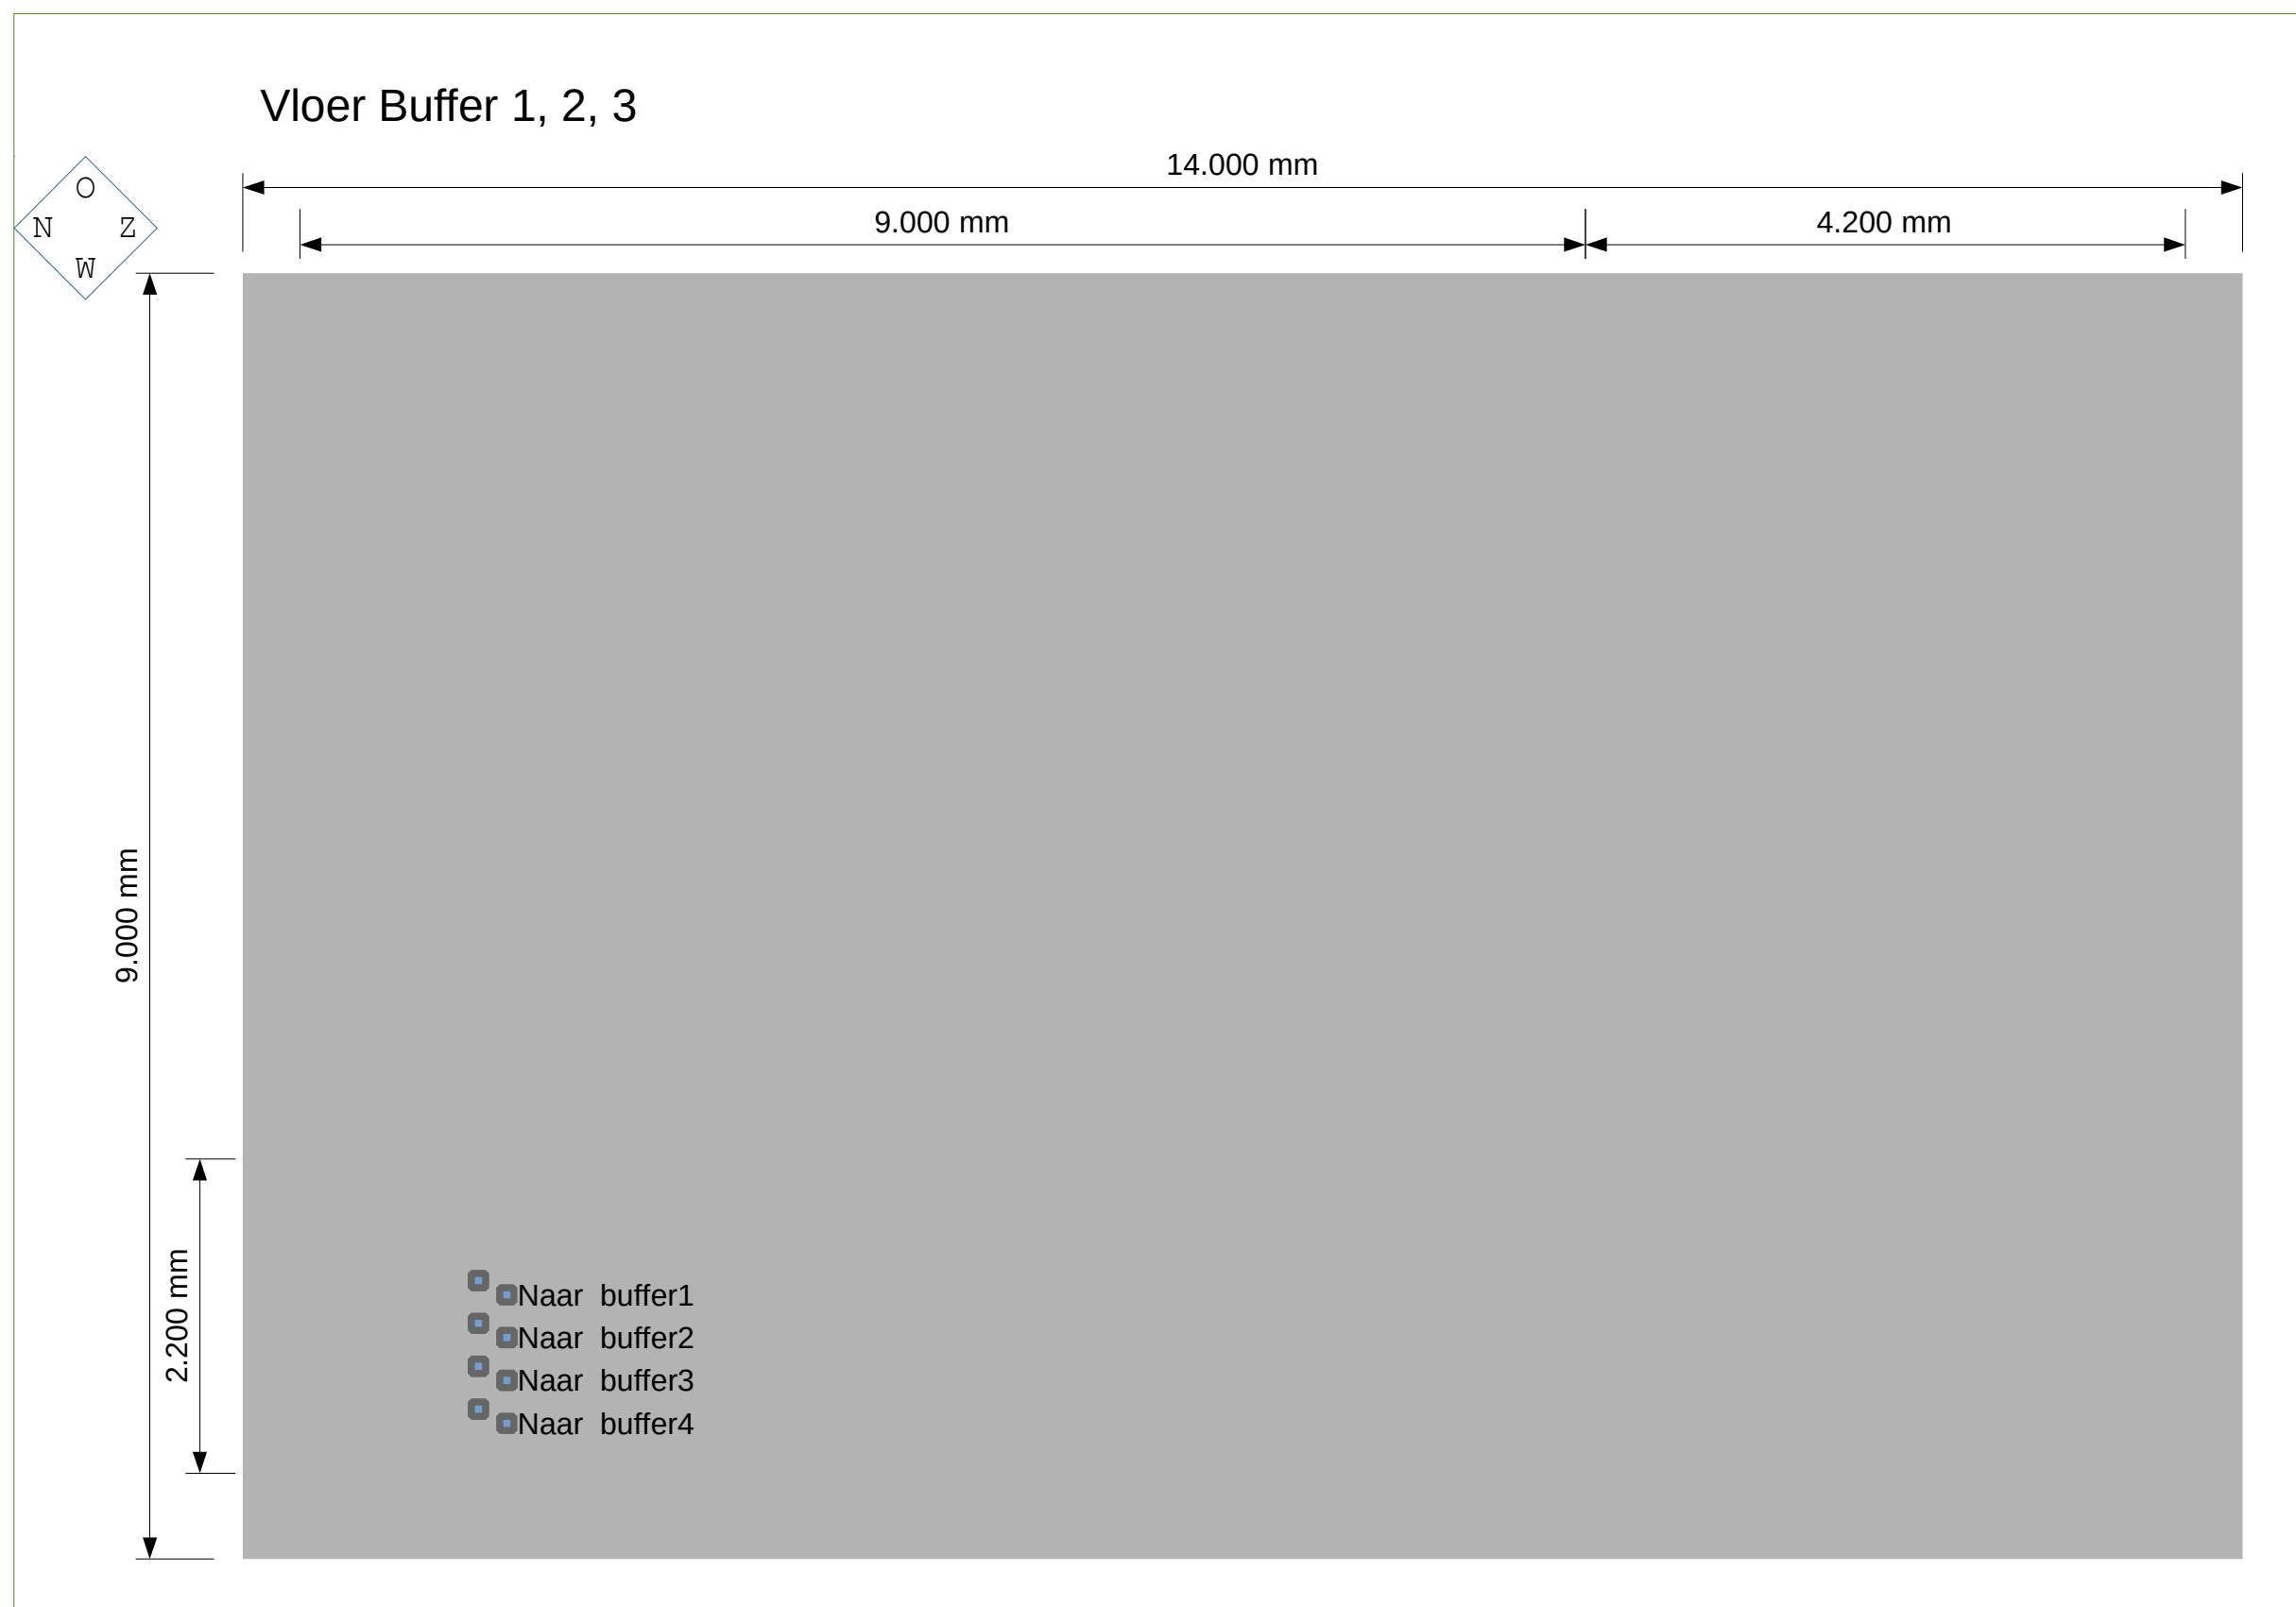 Vloer Buffer 1, 2, 3
14.000 mm
O
N Z
W
9.000 mm
4.200 mm
9.000 mm
2.200 mm
Naar buffer1
Naar buffer2
Naar buffer3
Naar buffer4